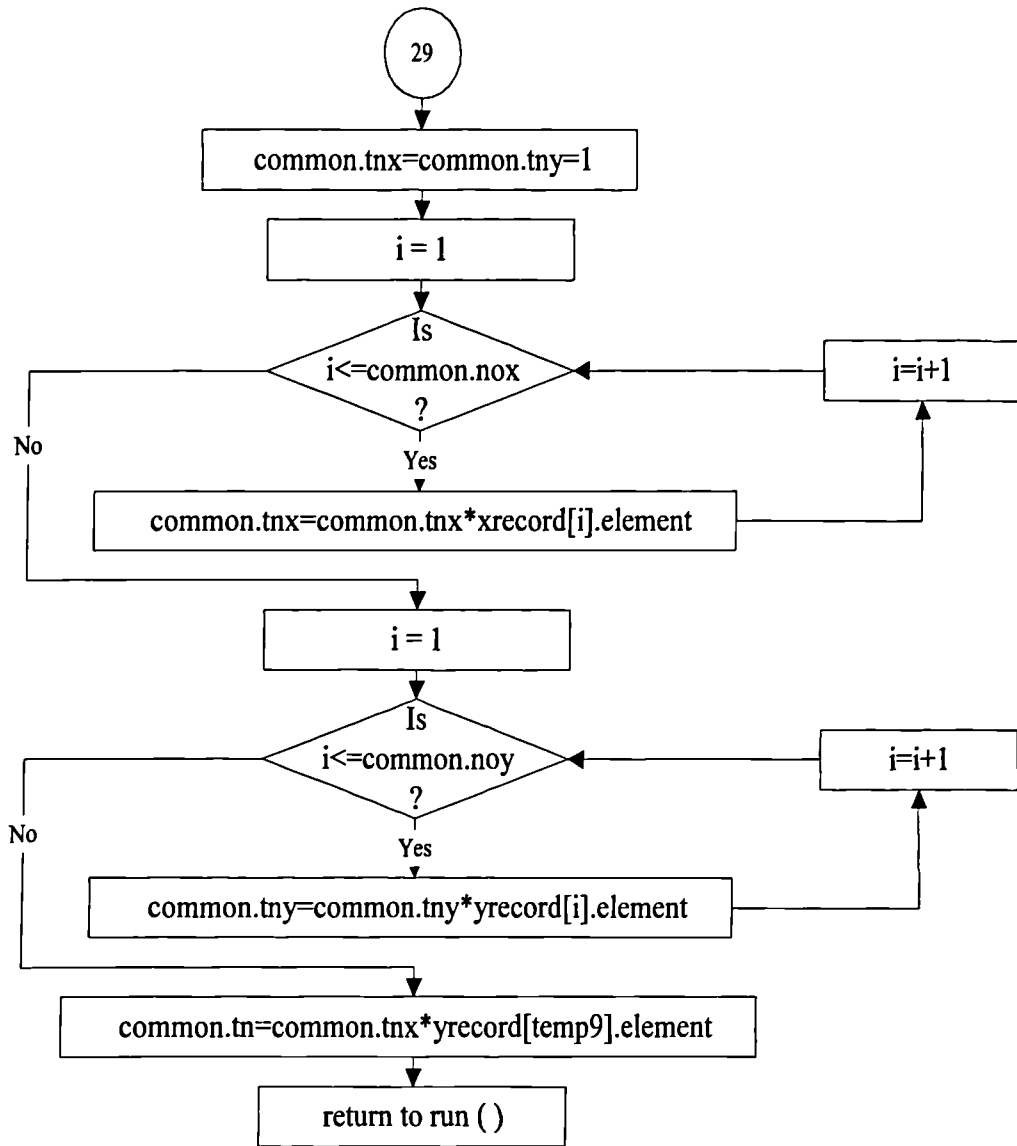 29
common.tnx=common.tny=1
i = 1
Is
i<=common.nox
?
i=i+1
No
Yes
common.tnx=common.tnx*xrecord[i].element
i = 1
Is
i<=common.noy
?
i=i+1
No
Yes
common.tny=common.tny*yrecord[i].element
common.tn=common.tnx*yrecord[temp9].element
return to run ( )